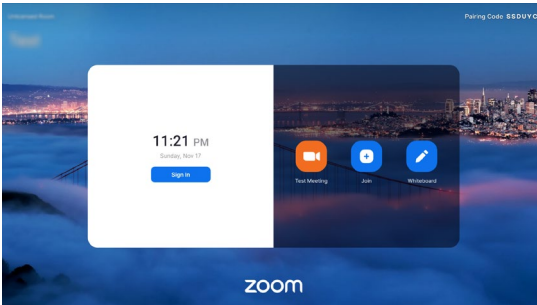 Pairing Code SSDUYC
11:21 PM
Sunday, Nov 17
Sign In
Test Meeting
Join
Whiteboard
zoom